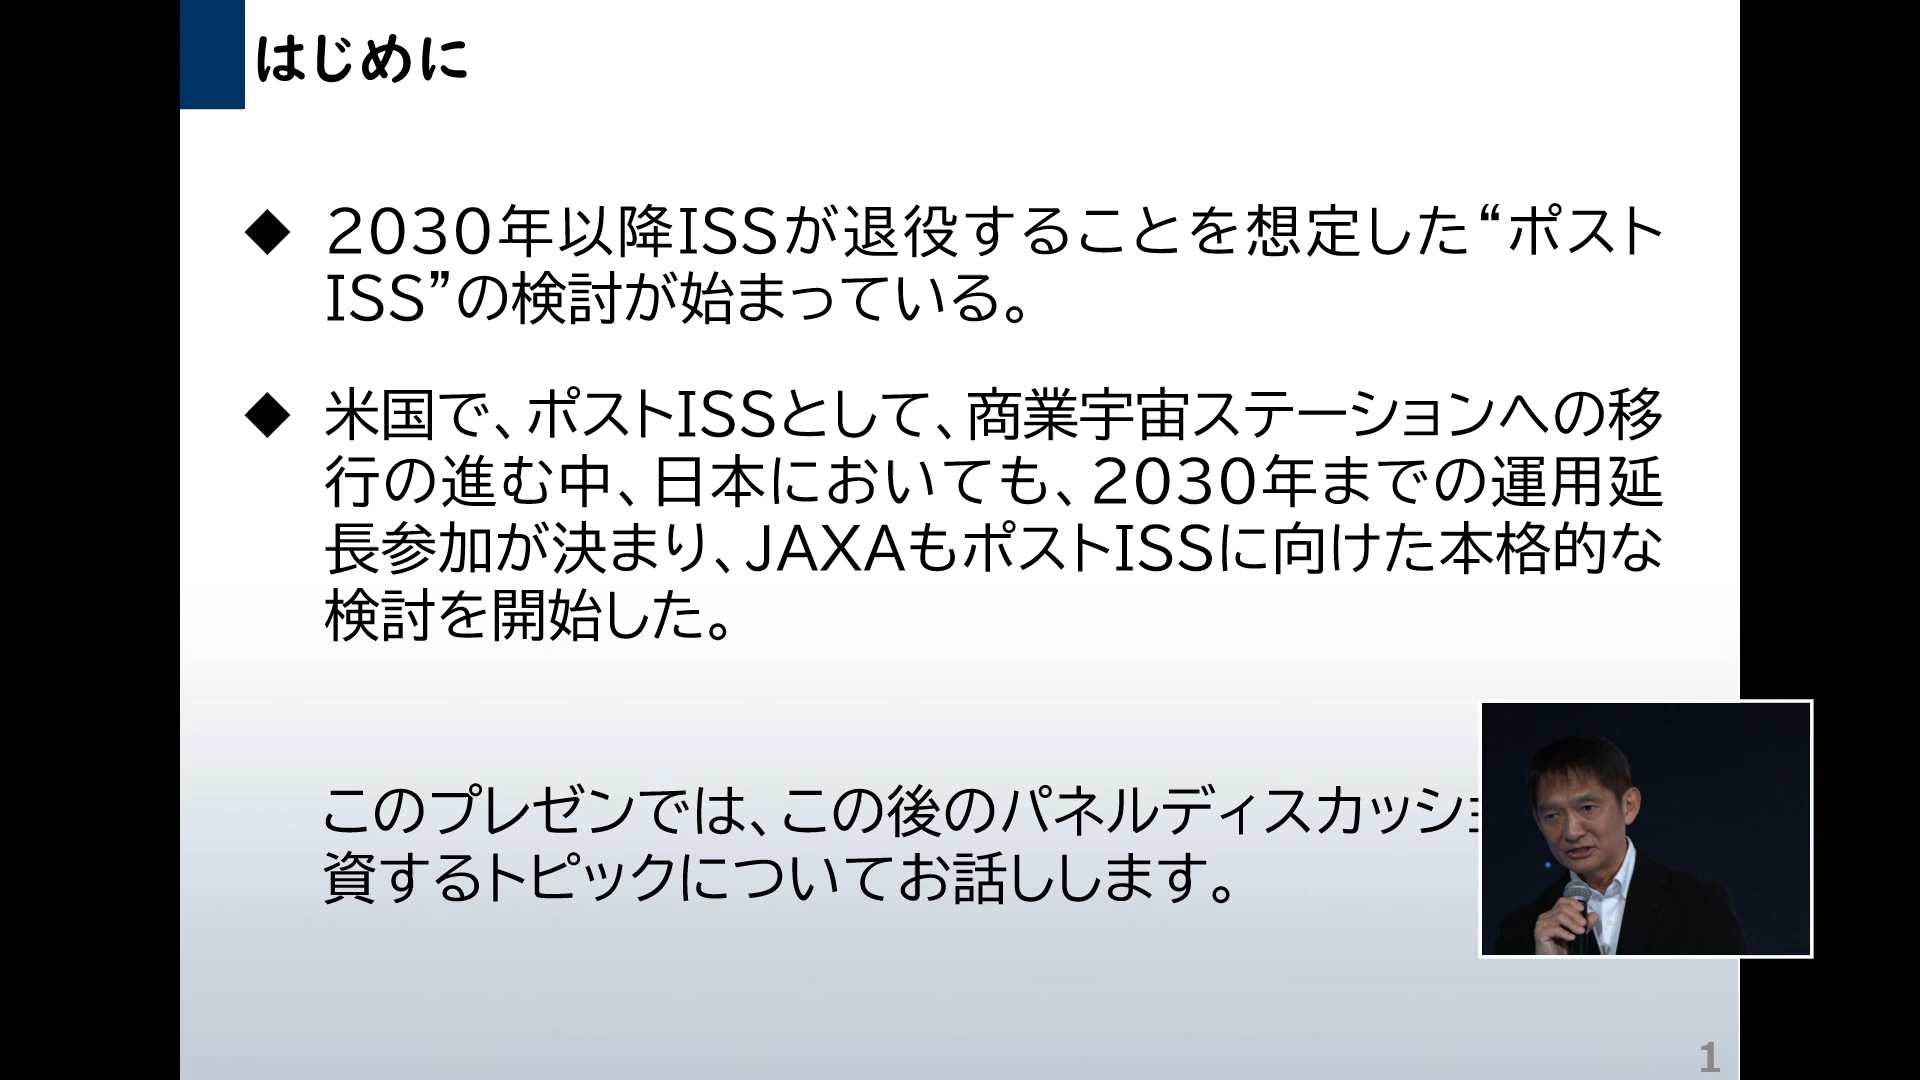 はじめに
◆ 2030年以降ISSが退役することを想定した“ポスト
ISS”の検討が始まっている。
◆ 米国で、ポストISSとして、商業宇宙ステーションへの移
行の進む中、日本においても、2030年までの運用延
長参加が決まり、JAXAもポストISSに向けた本格的な
検討を開始した。
このプレゼンでは、この後のパネルディスカッショ
資するトピックについてお話しします。
1